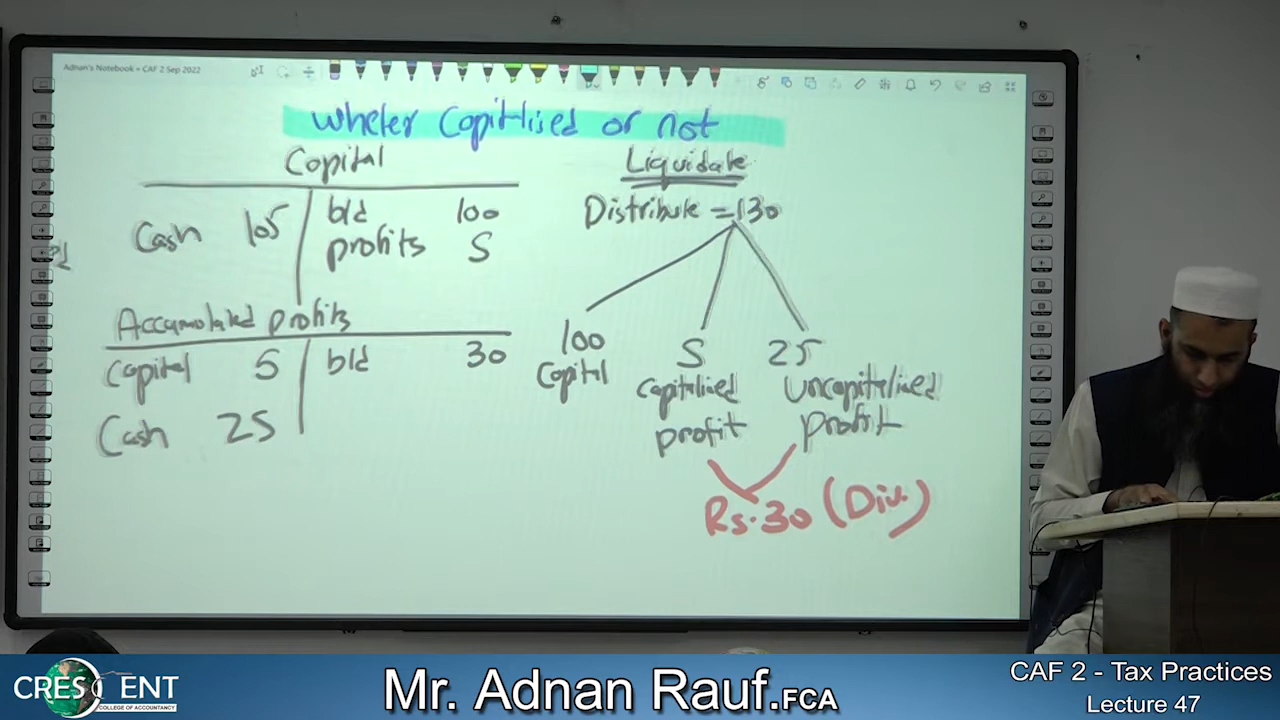 Adnan's Notebook » CAF 2 Sep 2022
Wheter Capitlised or not
Capital
Cash 105
b/d 100
profits 5
Accumulated profits
Capital 5
b/d 30
Cash 25
Liquidate
Distribute = 130
100
Capital
5
Capitalised
profit
25
Uncapitalised
profit
Rs. 30 (Div.)
CRESCENT
COLLEGE OF ACCOUNTANCY
Mr. Adnan Rauf.FCA
CAF 2 - Tax Practices
Lecture 47